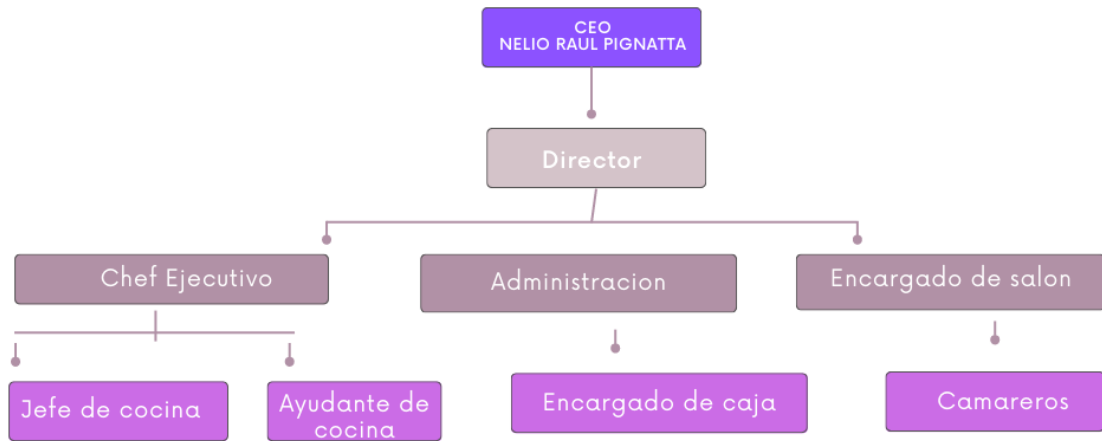 CEO
NELIO RAUL PIGNATTA
Director
Chef Ejecutivo
Administracion
Encargado de salon
Jefe de cocina
Ayudante de
cocina
Encargado de caja
Camareros